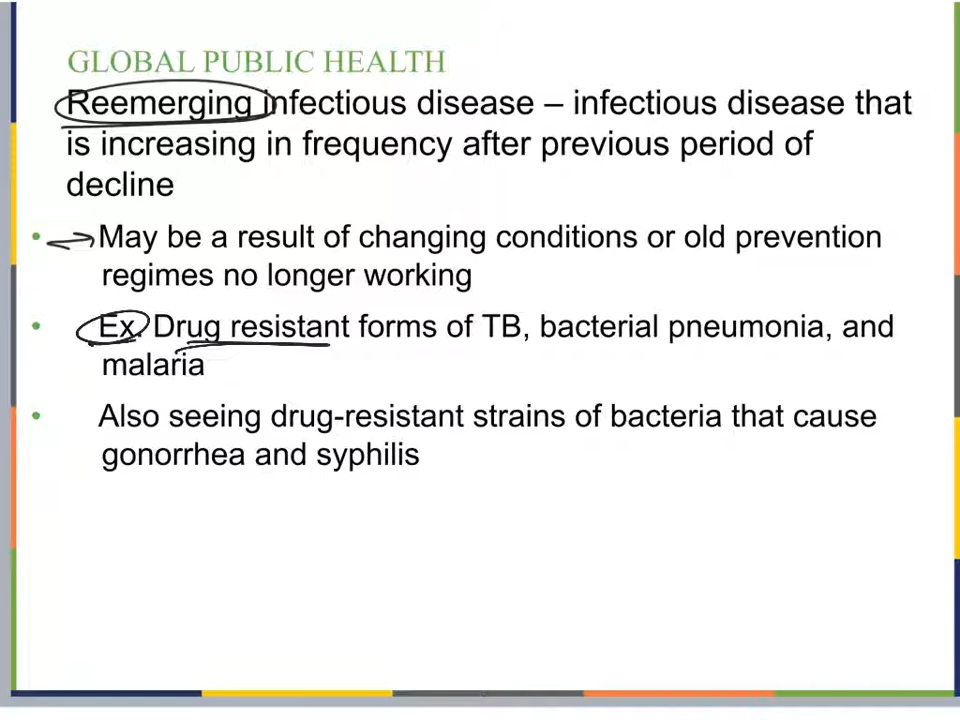 GLOBAL PUBLIC HEALTH
Reemerging infectious disease – infectious disease that
is increasing in frequency after previous period of
decline
• May be a result of changing conditions or old prevention
regimes no longer working
• Ex. Drug resistant forms of TB, bacterial pneumonia, and
malaria
• Also seeing drug-resistant strains of bacteria that cause
gonorrhea and syphilis